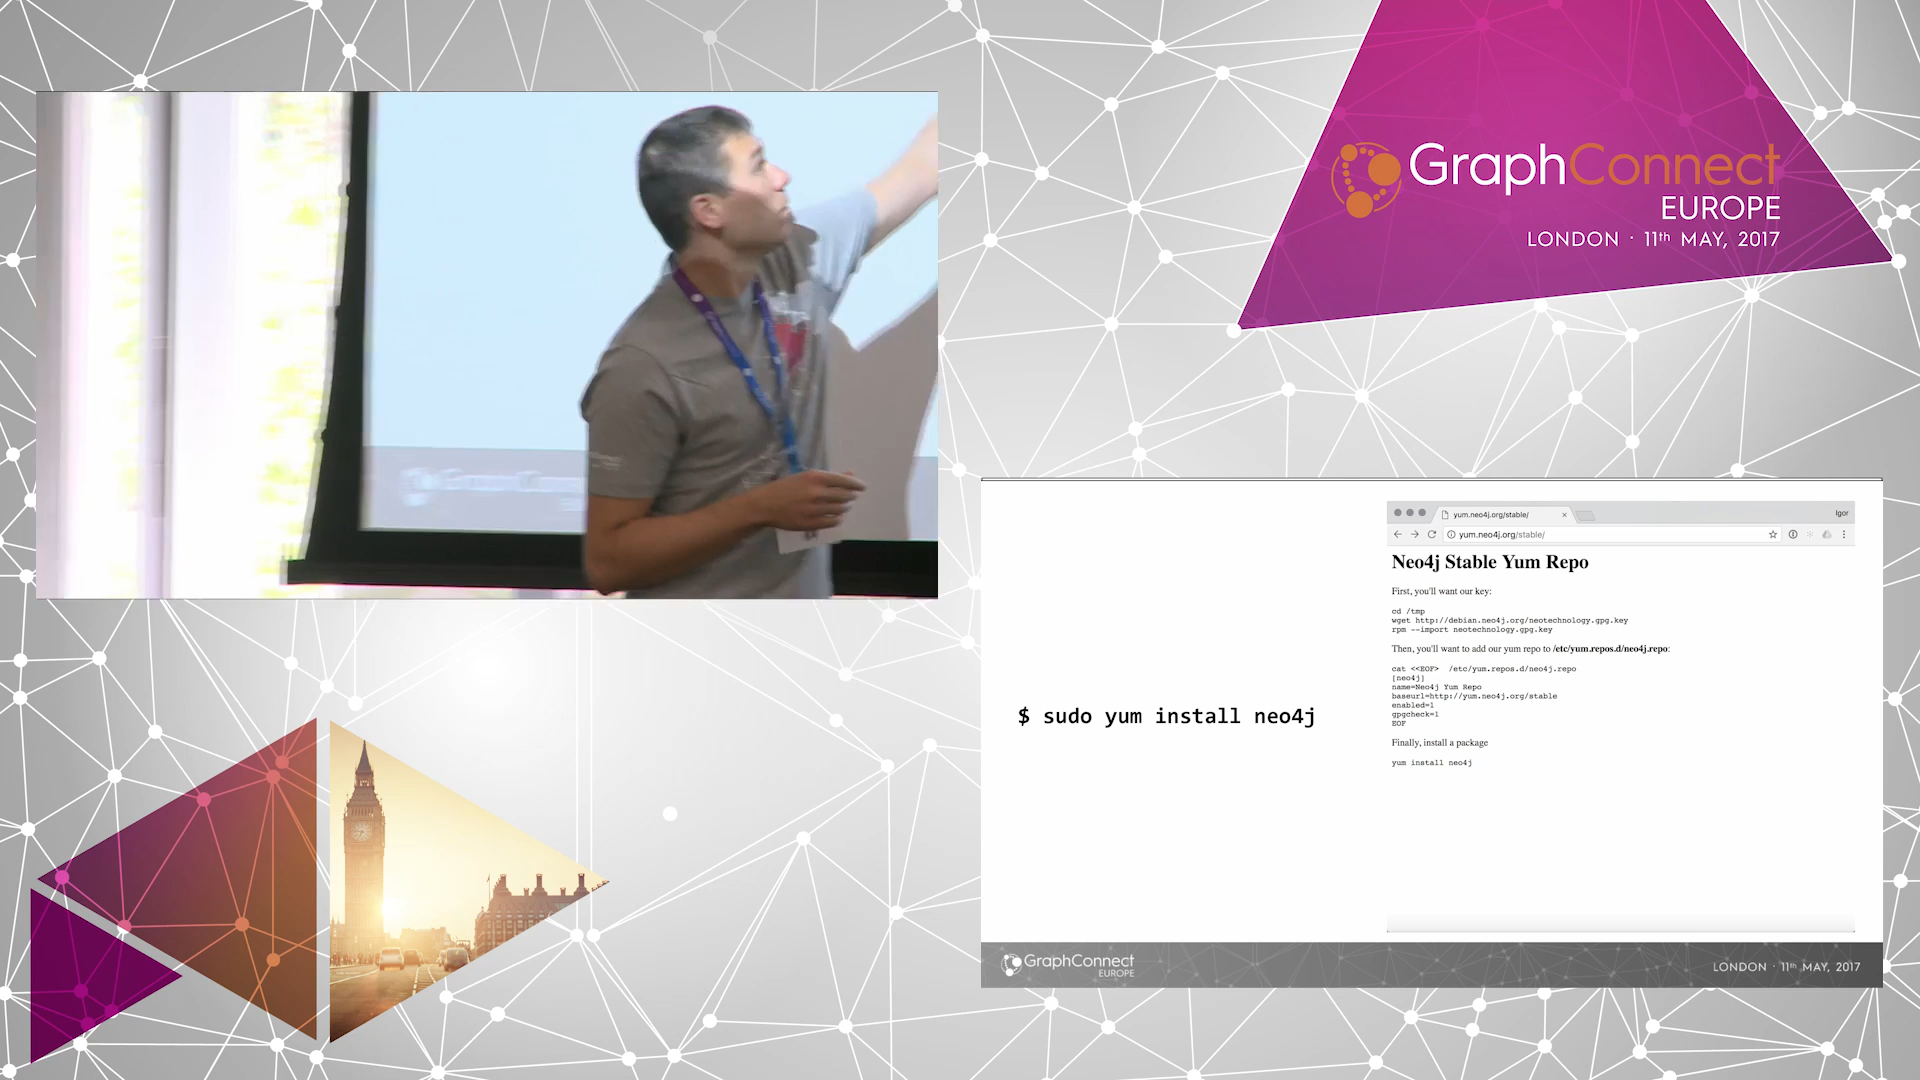 GraphConnect
EUROPE
LONDON · 11th MAY, 2017
$ sudo yum install neo4j
yum.neo4j.org/stable/
Igor
yum.neo4j.org/stable/
Neo4j Stable Yum Repo
First, you'll want our key:
cd /tmp
wget http://debian.neo4j.org/neotechnology.gpg.key
rpm --import neotechnology.gpg.key
Then, you'll want to add our yum repo to /etc/yum.repos.d/neo4j.repo:
cat <<EOF>  /etc/yum.repos.d/neo4j.repo
[neo4j]
name=Neo4j Yum Repo
baseurl=http://yum.neo4j.org/stable
enabled=1
gpgcheck=1
EOF
Finally, install a package
yum install neo4j
GraphConnect
EUROPE
LONDON · 11th MAY, 2017